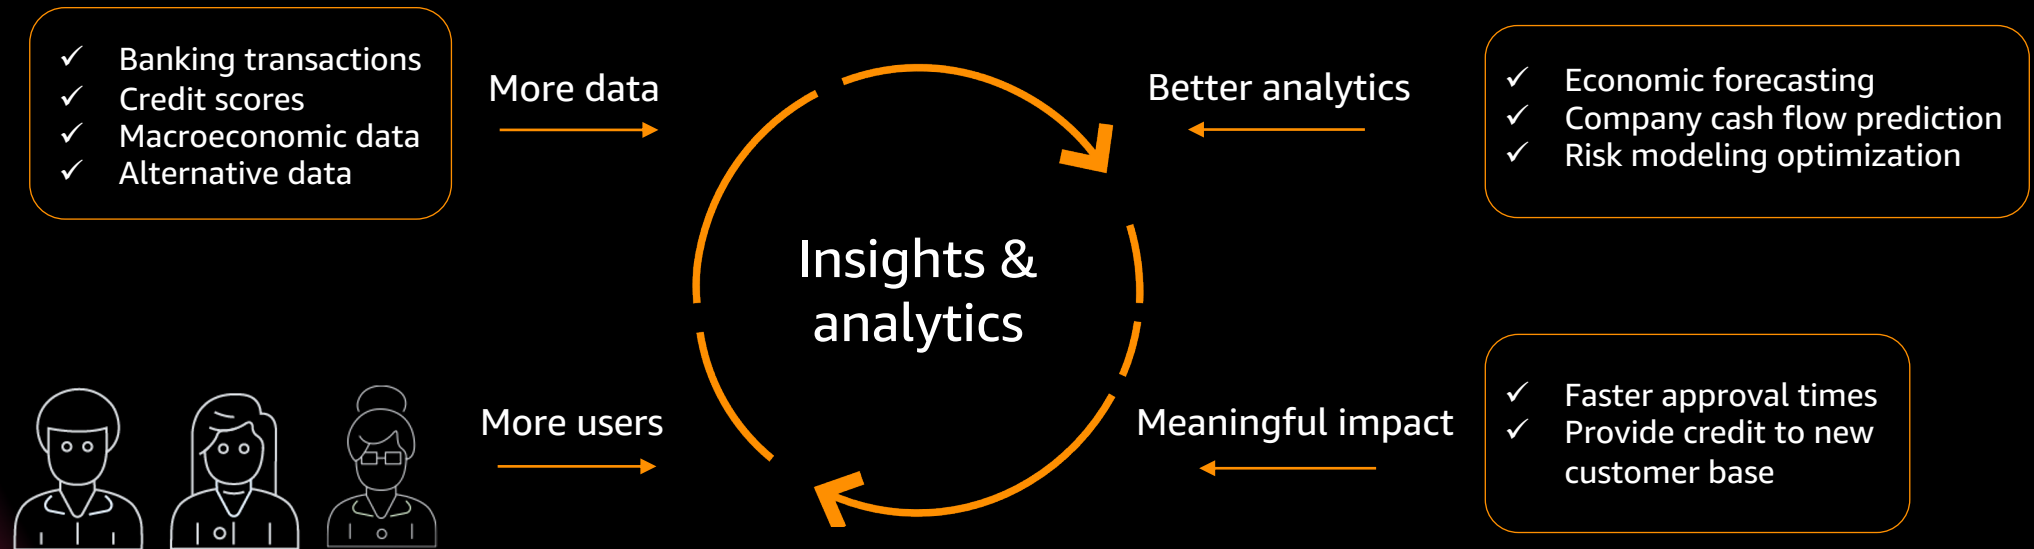 ✓ Banking transactions
✓ Credit scores
✓ Macroeconomic data
✓ Alternative data
More data
Better analytics
✓ Economic forecasting
✓ Company cash flow prediction
✓ Risk modeling optimization
Insights &
analytics
More users
Meaningful impact
✓ Faster approval times
✓ Provide credit to new
customer base